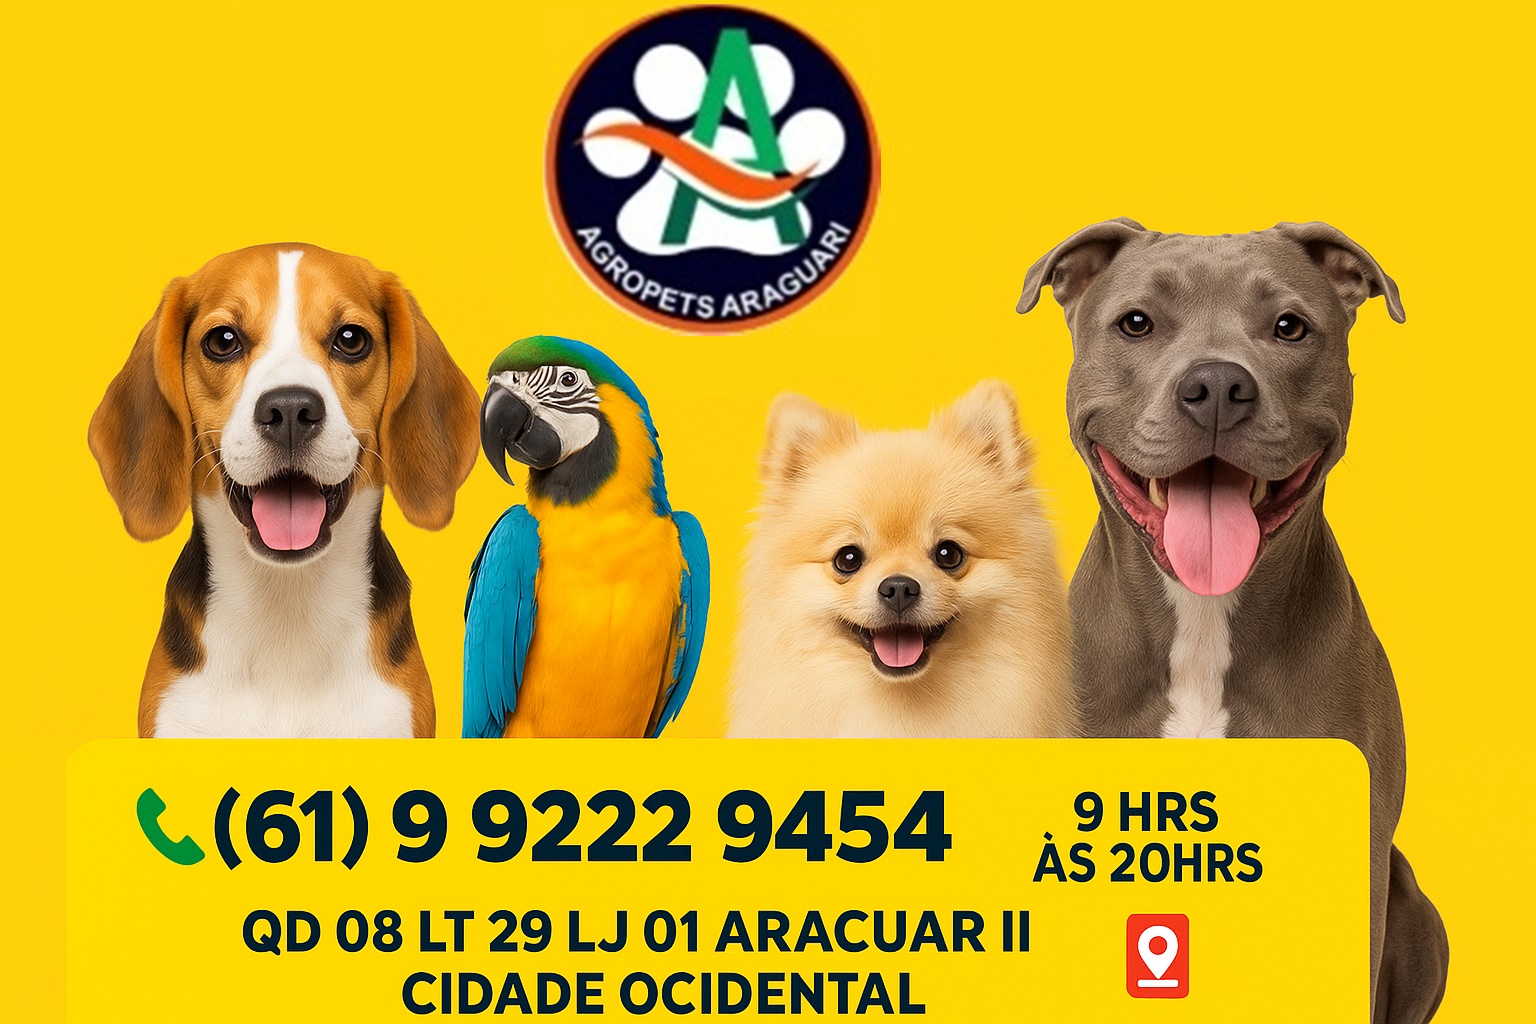 AGROPETS ARAGUARI
(61) 9 9222 9454
9 HRS
ÀS 20HRS
QD 08 LT 29 LJ 01 ARACUAR II
CIDADE OCIDENTAL